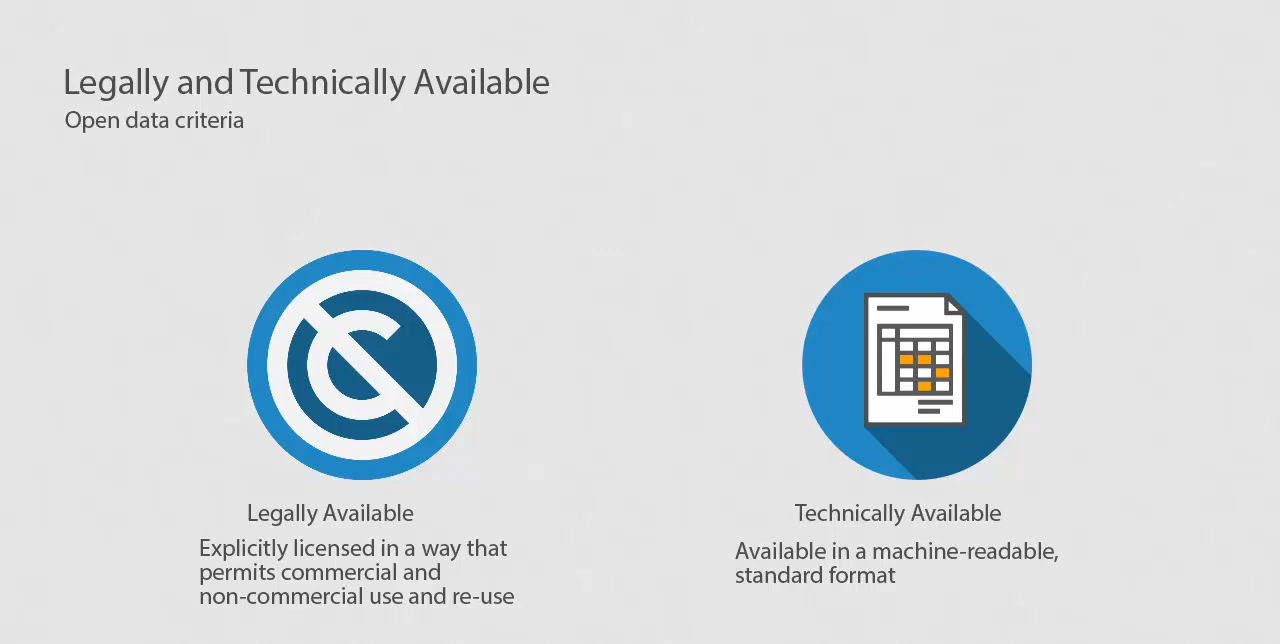 Legally and Technically Available
Open data criteria
Legally Available
Explicitly licensed in a way that
permits commercial and
non-commercial use and re-use
Technically Available
Available in a machine-readable,
standard format